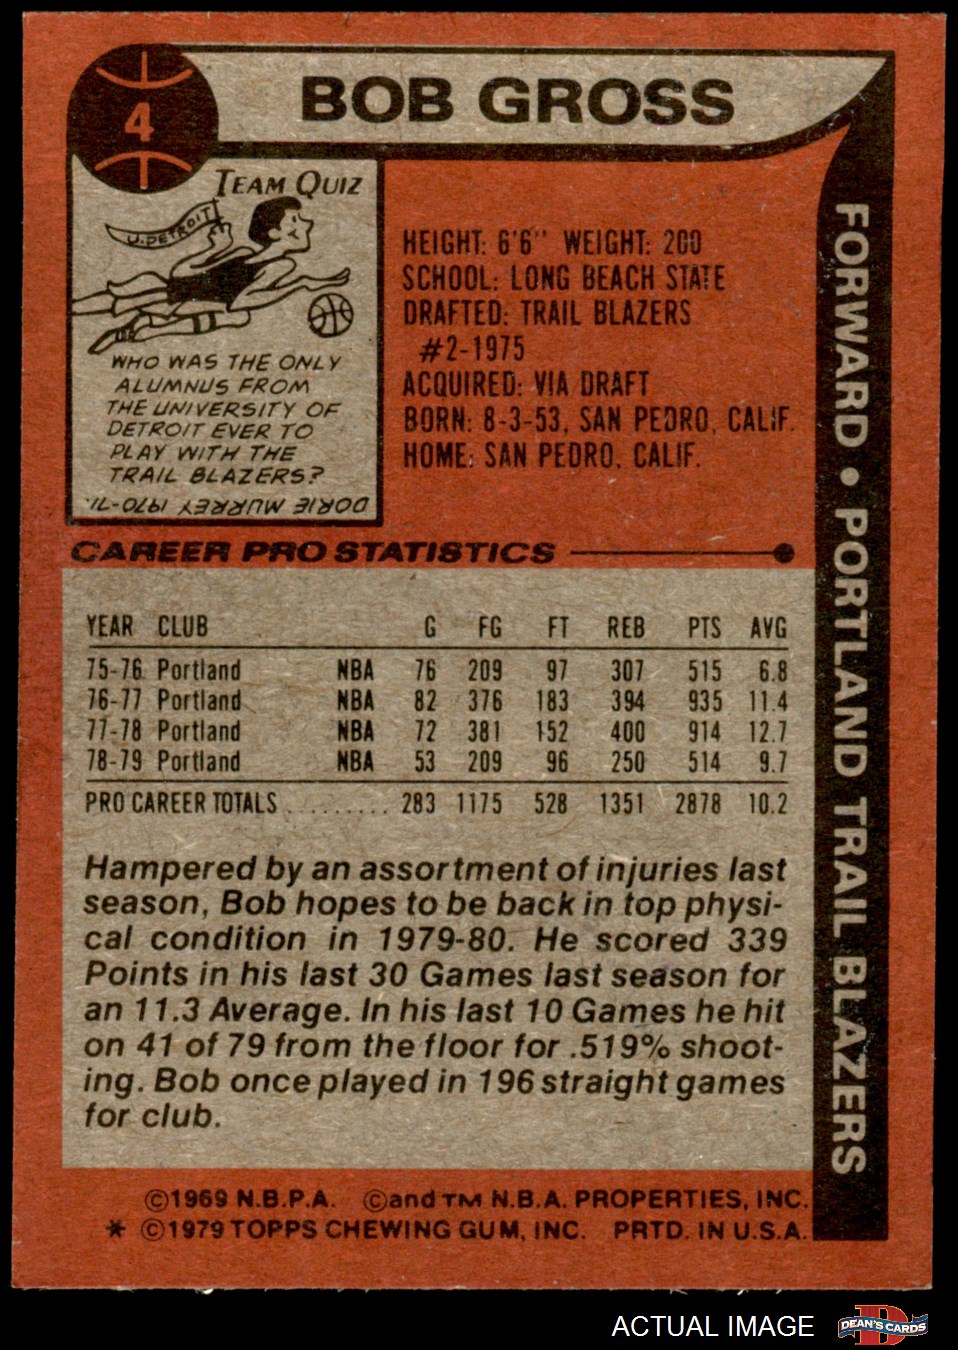 4
BOB GROSS
TEAM QUIZ
U. DETROIT
WHO WAS THE ONLY
ALUMNUS FROM
THE UNIVERSITY OF
DETROIT EVER TO
PLAY WITH THE
TRAIL BLAZERS?
DORIE MURREY 1970-71.
HEIGHT: 6'6" WEIGHT: 200
SCHOOL: LONG BEACH STATE
DRAFTED: TRAIL BLAZERS
#2-1975
ACQUIRED: VIA DRAFT
BORN: 8-3-53, SAN PEDRO, CALIF.
HOME: SAN PEDRO, CALIF.
FORWARD • PORTLAND TRAIL BLAZERS
CAREER PRO STATISTICS
YEAR CLUB G FG FT REB PTS AVG
75-76 Portland NBA 76 209 97 307 515 6.8
76-77 Portland NBA 82 376 183 394 935 11.4
77-78 Portland NBA 72 381 152 400 914 12.7
78-79 Portland NBA 53 209 96 250 514 9.7
PRO CAREER TOTALS ......... 283 1175 528 1351 2878 10.2
Hampered by an assortment of injuries last
season, Bob hopes to be back in top physi-
cal condition in 1979-80. He scored 339
Points in his last 30 Games last season for
an 11.3 Average. In his last 10 Games he hit
on 41 of 79 from the floor for .519% shoot-
ing. Bob once played in 196 straight games
for club.
©1969 N.B.P.A. ©and TM N.B.A. PROPERTIES, INC.
* ©1979 TOPPS CHEWING GUM, INC. PRTD. IN U.S.A.
ACTUAL IMAGE
D
DEAN'S CARDS